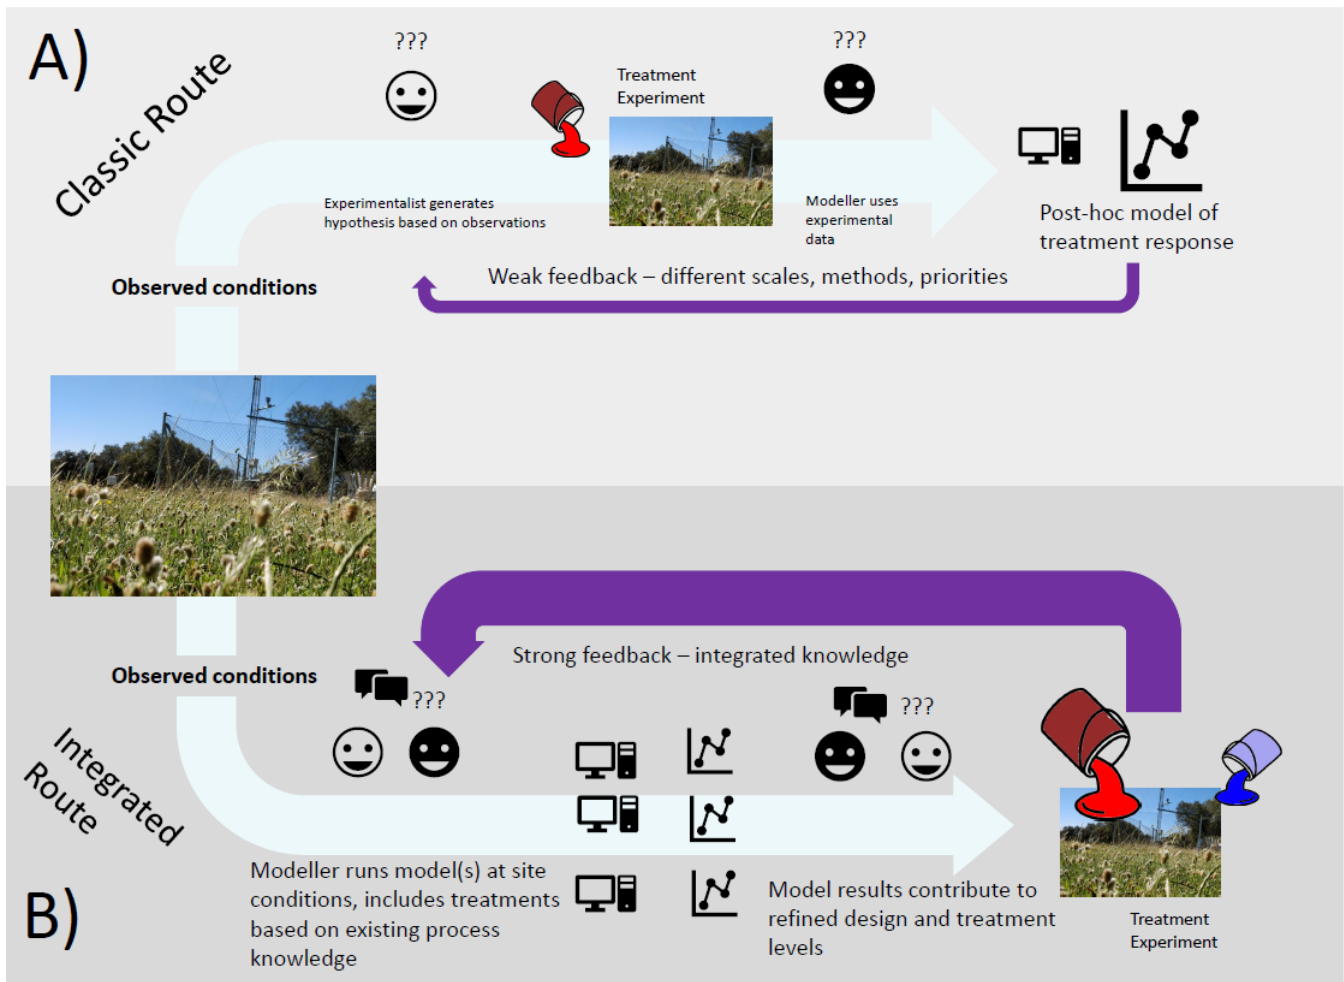 A)
Classic Route
???
Treatment
Experiment
???
Experimentalist generates
hypothesis based on observations
Modeller uses
experimental
data
Post-hoc model of
treatment response
Weak feedback – different scales, methods, priorities
Observed conditions
Observed conditions
Strong feedback – integrated knowledge
???
???
Integrated
Route
Modeller runs model(s) at site
conditions, includes treatments
based on existing process
knowledge
Model results contribute to
refined design and treatment
levels
Treatment
Experiment
B)